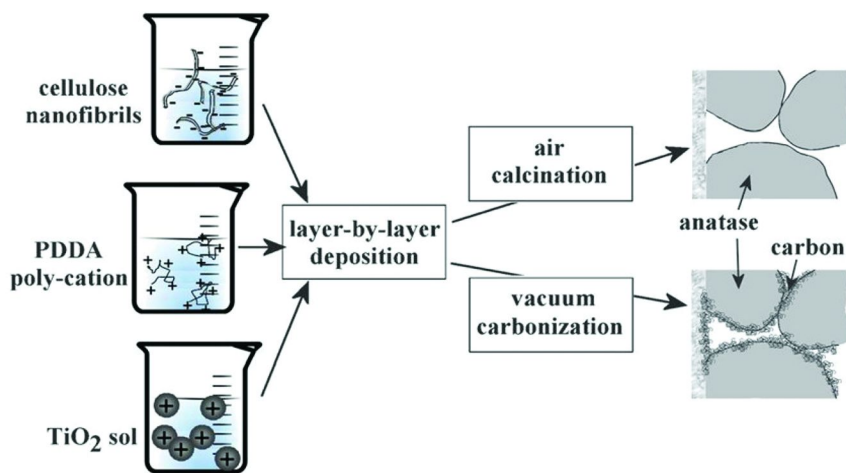 cellulose
nanofibrils
PDDA
poly-cation
TiO₂ sol
layer-by-layer
deposition
air
calcination
vacuum
carbonization
anatase
carbon